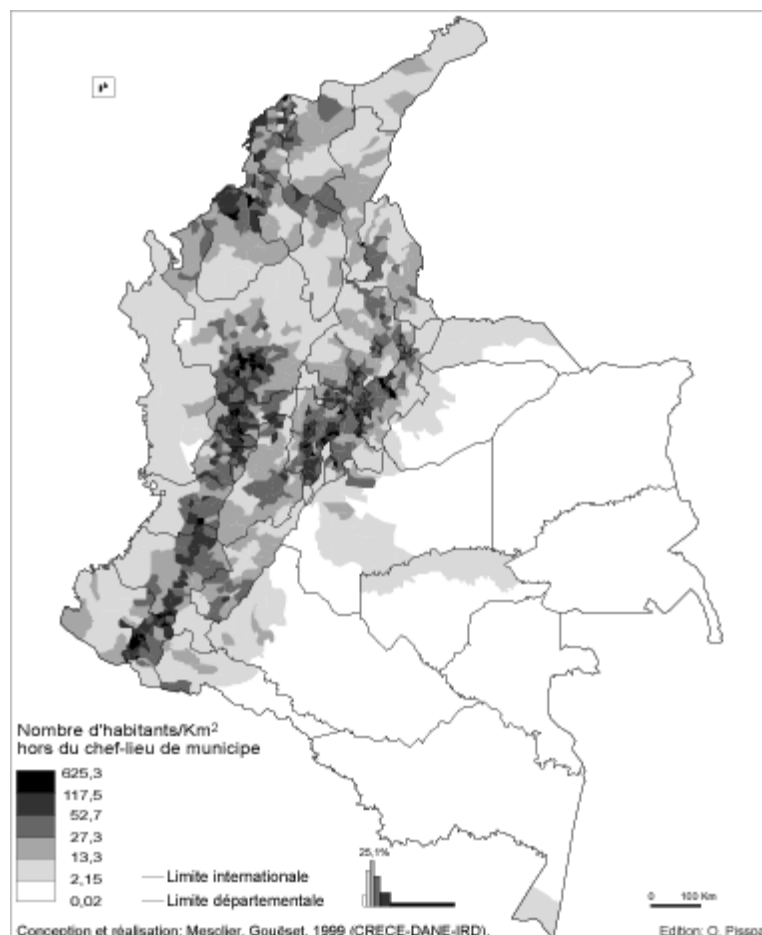 Nombre d'habitants/Km²
hors du chef-lieu de municipe
625,3
117,5
52,7
27,3
13,3
2,15
0,02
Limite internationale
Limite départementale
25,1%
0 100 Km
Conception et réalisation: Mesclier, Gouëset, 1999 (CRECE-DANE-IRD).
Edition: O.